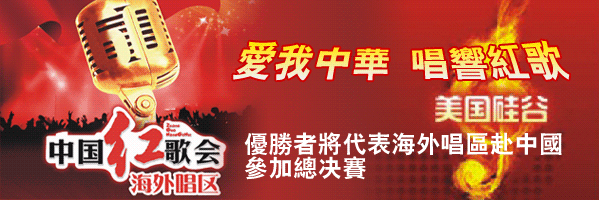 愛我中華 唱響紅歌
美国硅谷
優勝者將代表海外唱區赴中國
參加總决賽
中国红歌会
海外唱区